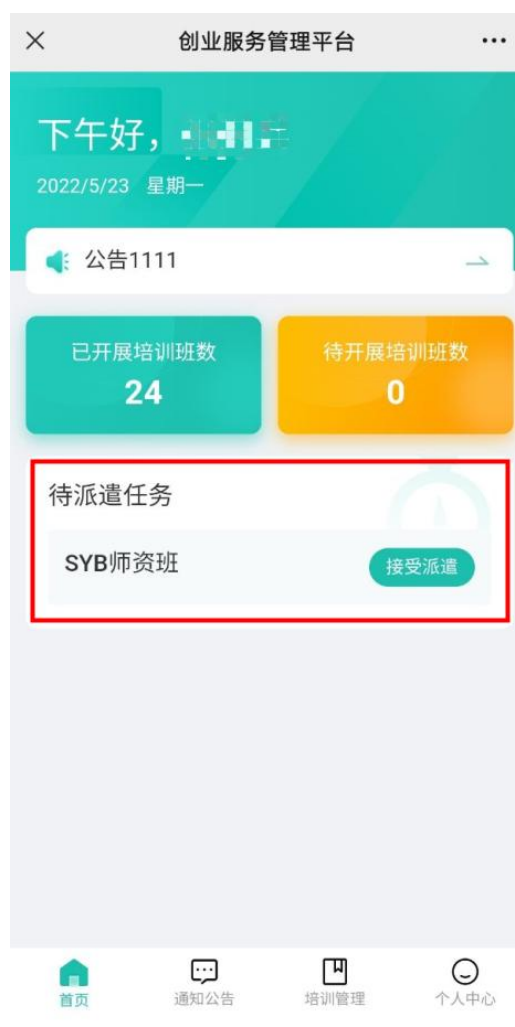 创业服务管理平台
下午好，
2022/5/23 星期一
公告1111
已开展培训班数 待开展培训班数
24 0
待派遣任务
SYB师资班 接受派遣
首页 通知公告 培训管理 个人中心